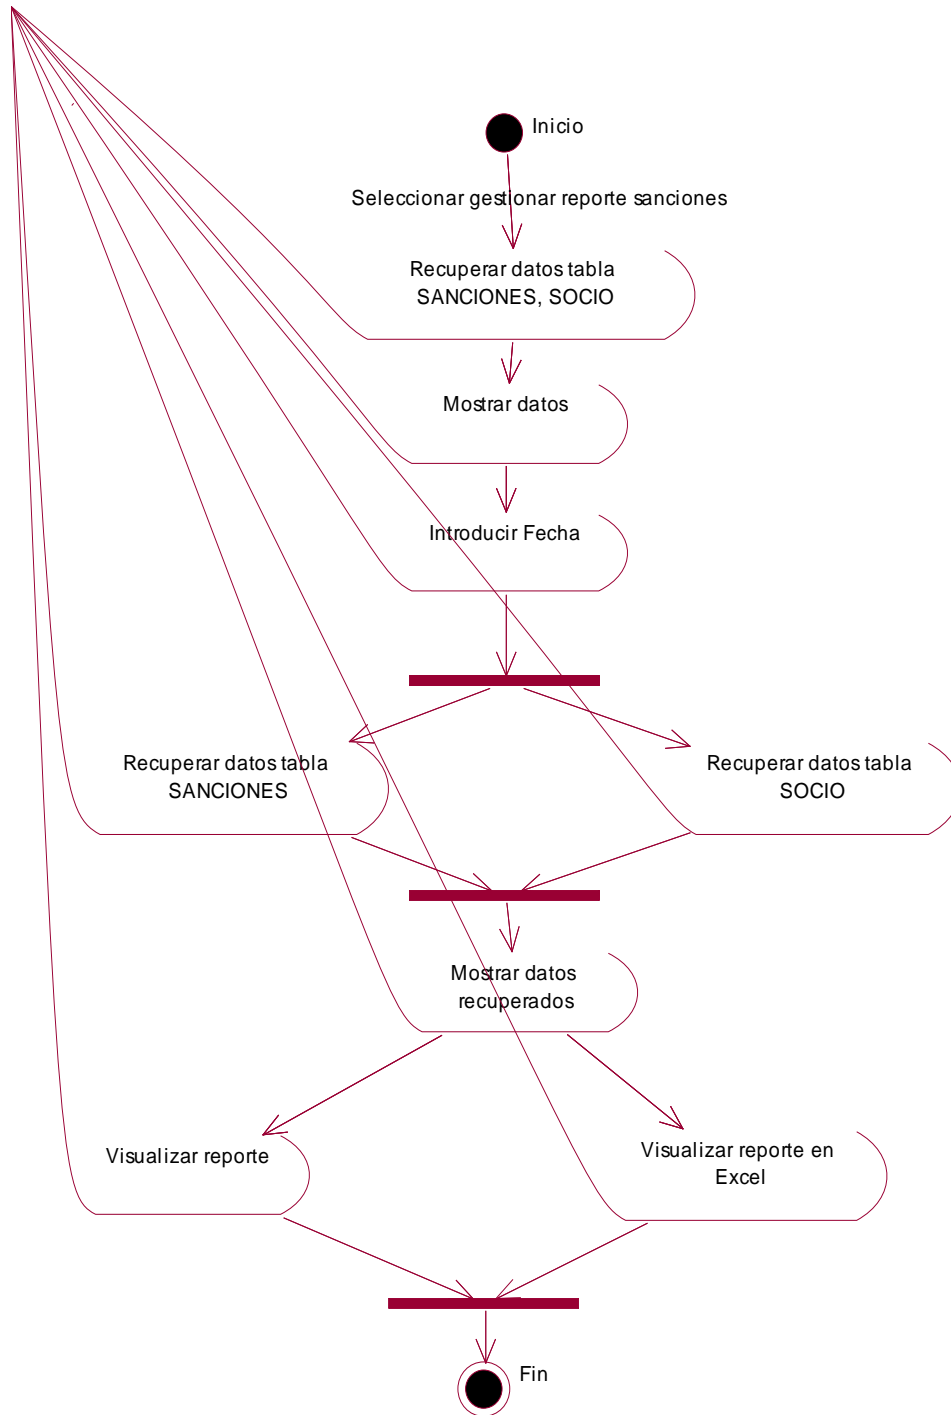 Inicio
Seleccionar gestionar reporte sanciones
Recuperar datos tabla
SANCIONES, SOCIO
Mostrar datos
Introducir Fecha
Recuperar datos tabla
SANCIONES
Recuperar datos tabla
SOCIO
Mostrar datos
recuperados
Visualizar reporte
Visualizar reporte en
Excel
Fin